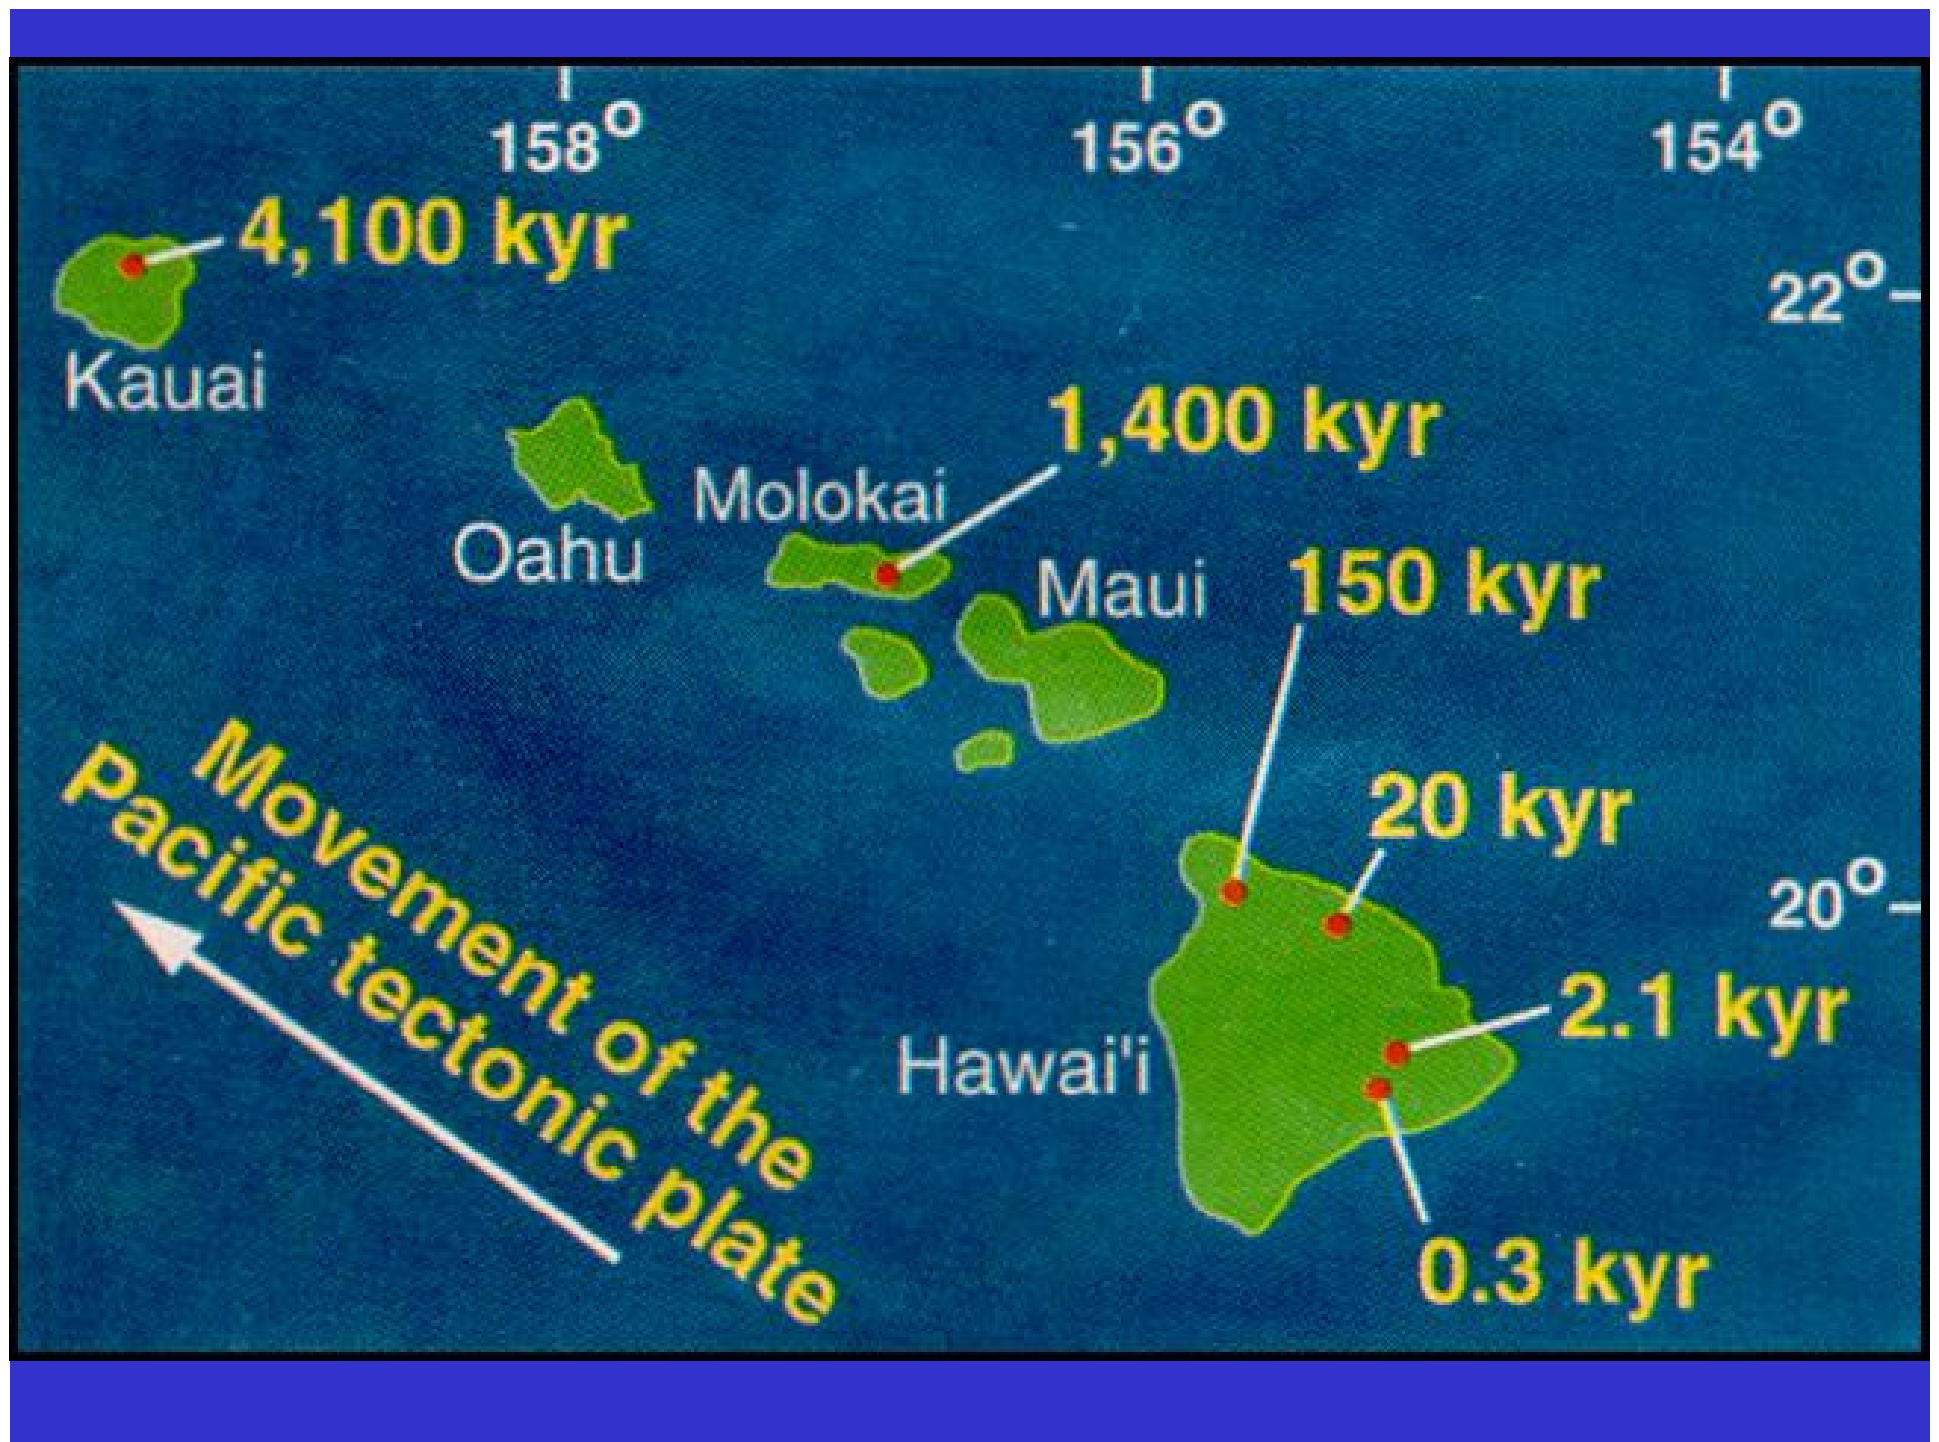 158°
156°
154°
4,100 kyr
22°
Kauai
1,400 kyr
Molokai
Oahu
Maui
150 kyr
20 kyr
20°
Movement of the
Pacific tectonic plate
2.1 kyr
Hawai'i
0.3 kyr